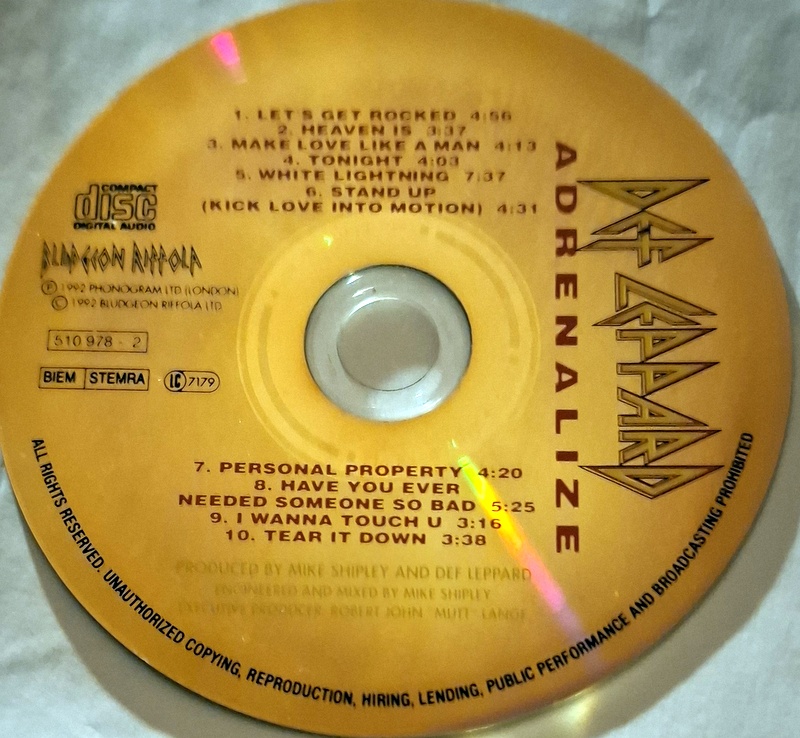 1. LET'S GET ROCKED 4:56
2. HEAVEN IS 3:37
3. MAKE LOVE LIKE A MAN 4:13
4. TONIGHT 4:03
5. WHITE LIGHTNING 7:37
6. STAND UP
(KICK LOVE INTO MOTION) 4:31
COMPACT
disc
DIGITAL AUDIO
BLUDGEON RIFFOLA
Ⓟ 1992 PHONOGRAM LTD (LONDON)
© 1992 BLUDGEON RIFFOLA LTD
510 978 - 2
BIEM STEMRA
LC 7179
ADRENALIZE
DEF LEPPARD
7. PERSONAL PROPERTY 4:20
8. HAVE YOU EVER
NEEDED SOMEONE SO BAD 5:25
9. I WANNA TOUCH U 3:16
10. TEAR IT DOWN 3:38
PRODUCED BY MIKE SHIPLEY AND DEF LEPPARD
ENGINEERED AND MIXED BY MIKE SHIPLEY
EXECUTIVE PRODUCER: ROBERT JOHN "MUTT" LANGE
ALL RIGHTS RESERVED. UNAUTHORIZED COPYING, REPRODUCTION, HIRING, LENDING, PUBLIC PERFORMANCE AND BROADCASTING PROHIBITED